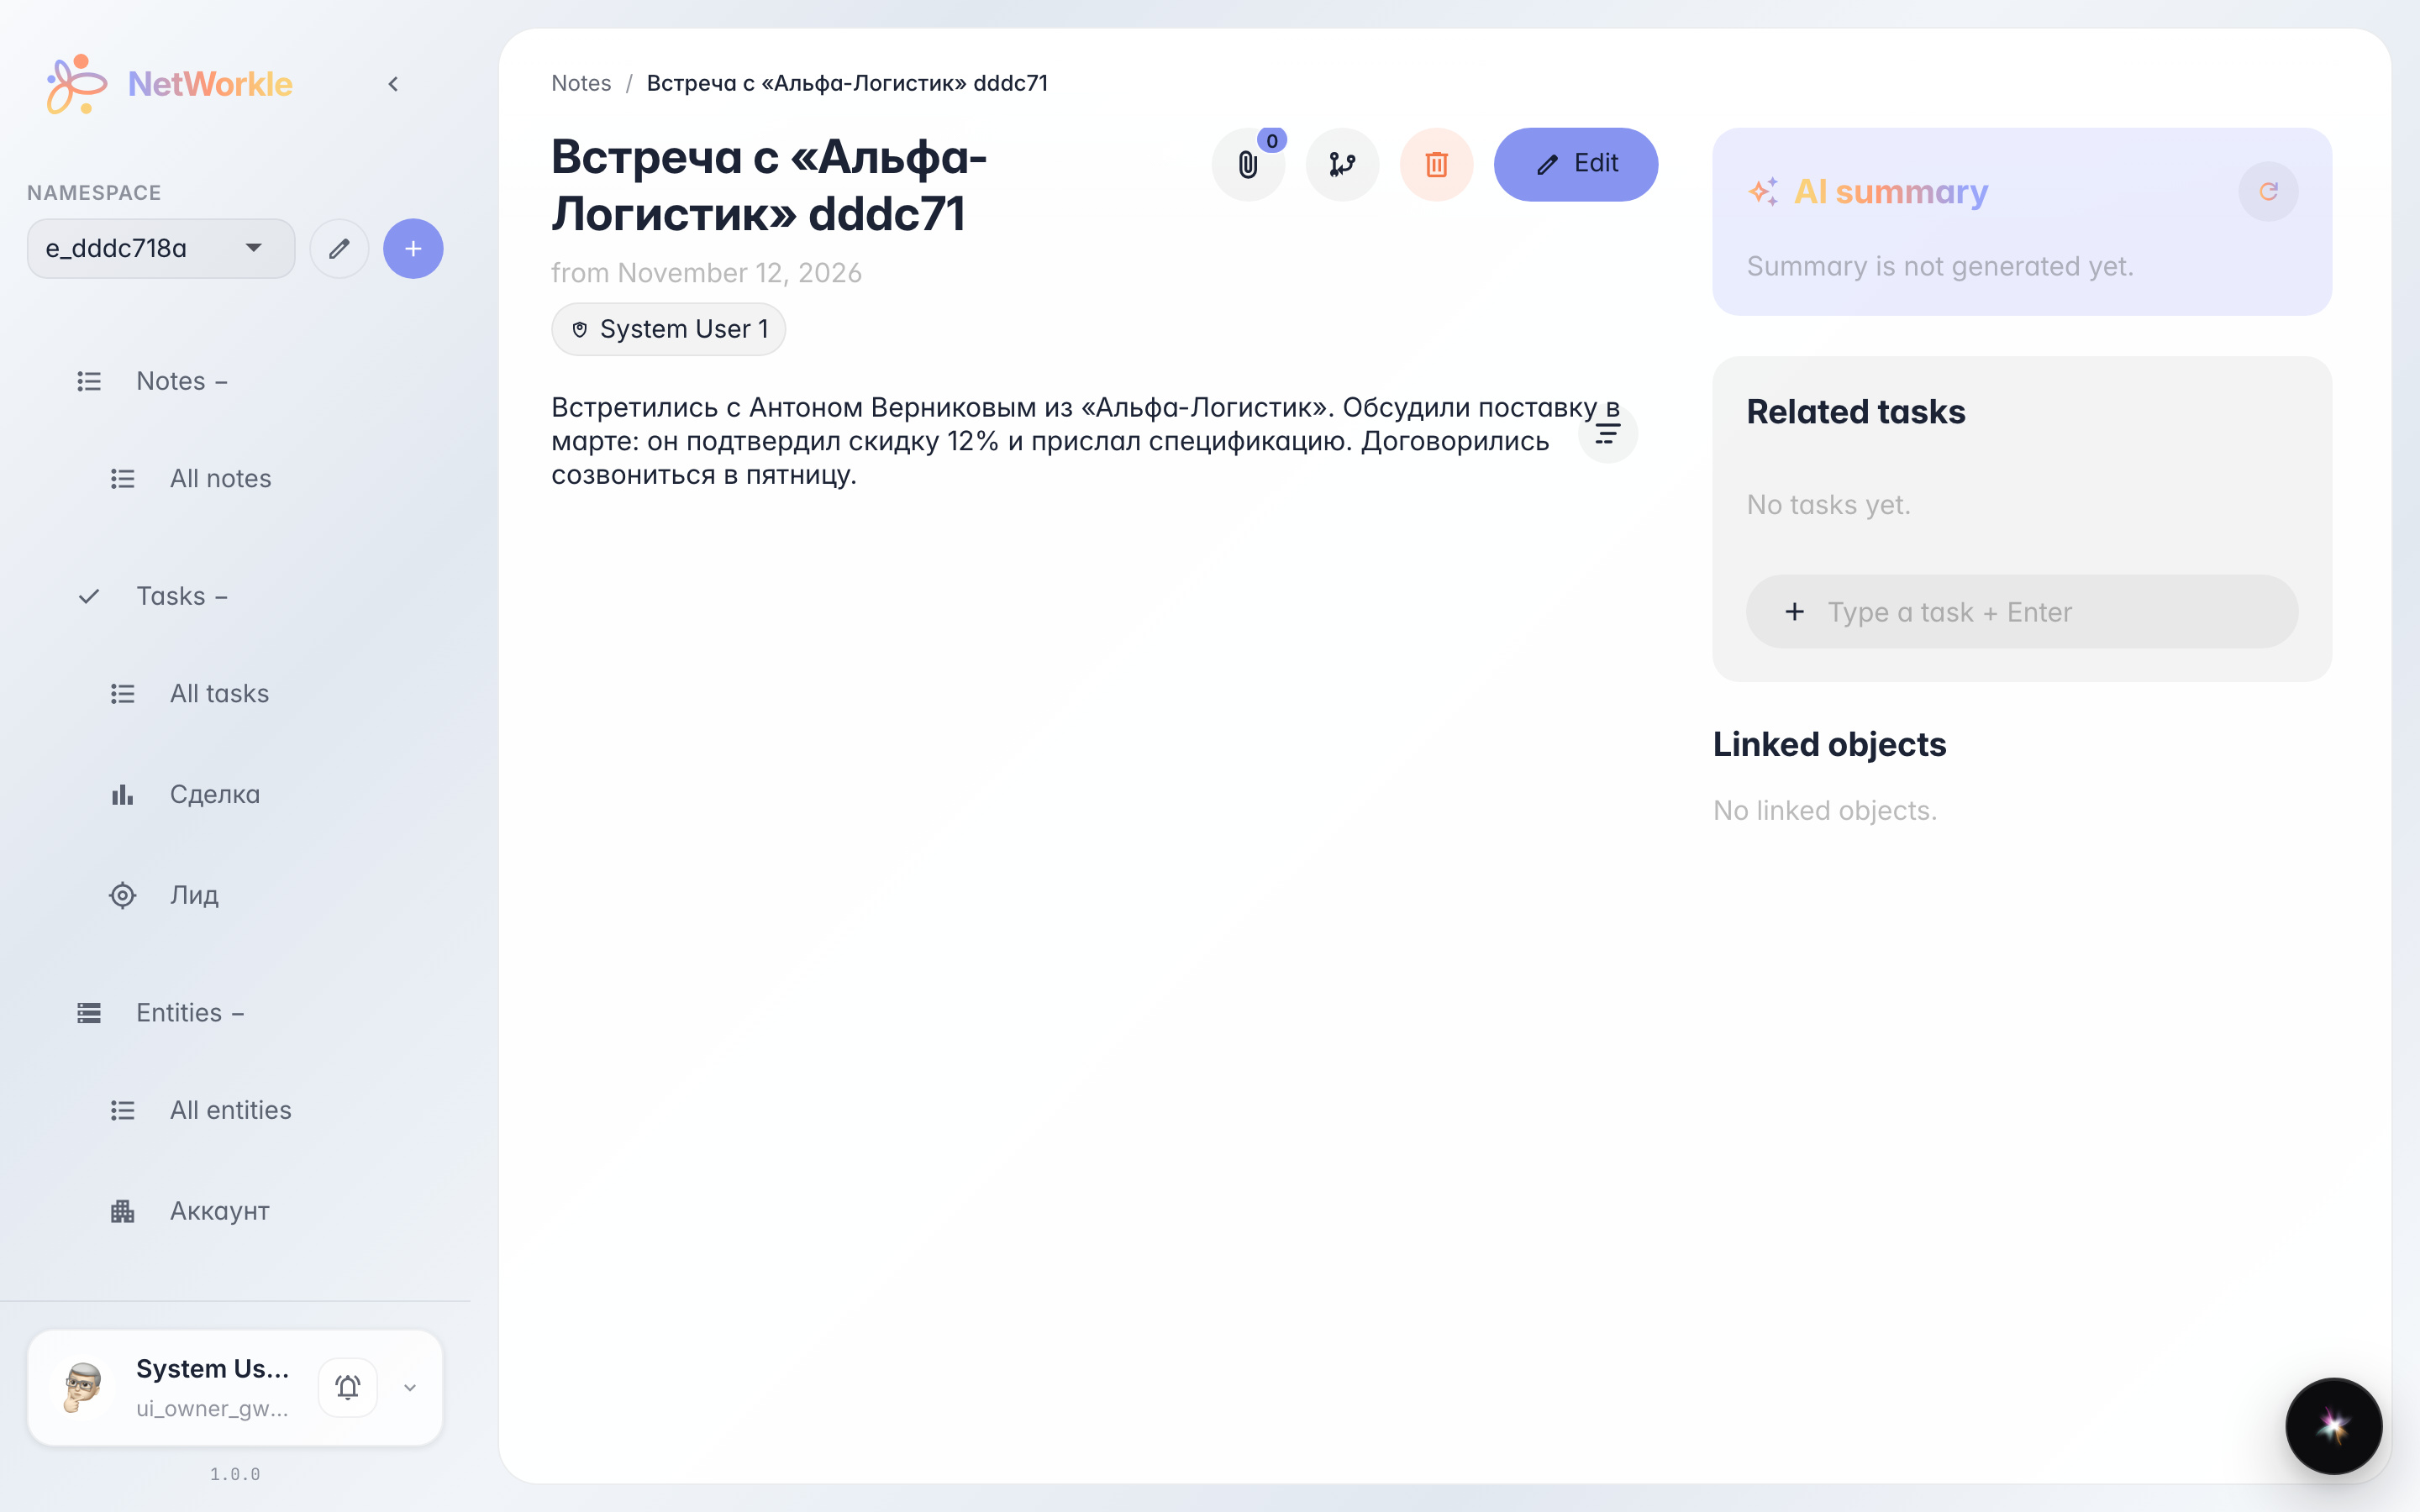 NetWorkle
NAMESPACE
e_dddc718a
Notes –
All notes
Tasks –
All tasks
Сделка
Лид
Entities –
All entities
Аккаунт
System Us...
ui_owner_gw...
1.0.0
Notes / Встреча с «Альфа-Логистик» dddc71
Встреча с «Альфа-
Логистик» dddc71
from November 12, 2026
System User 1
0
Edit
Встретились с Антоном Верниковым из «Альфа-Логистик». Обсудили поставку в
марте: он подтвердил скидку 12% и прислал спецификацию. Договорились
созвониться в пятницу.
AI summary
Summary is not generated yet.
Related tasks
No tasks yet.
Type a task + Enter
Linked objects
No linked objects.